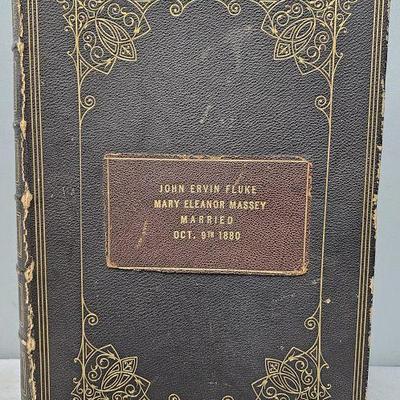 JOHN ERVIN FLUKE
MARY ELEANOR MASSEY
MARRIED
OCT. 9TH 1880